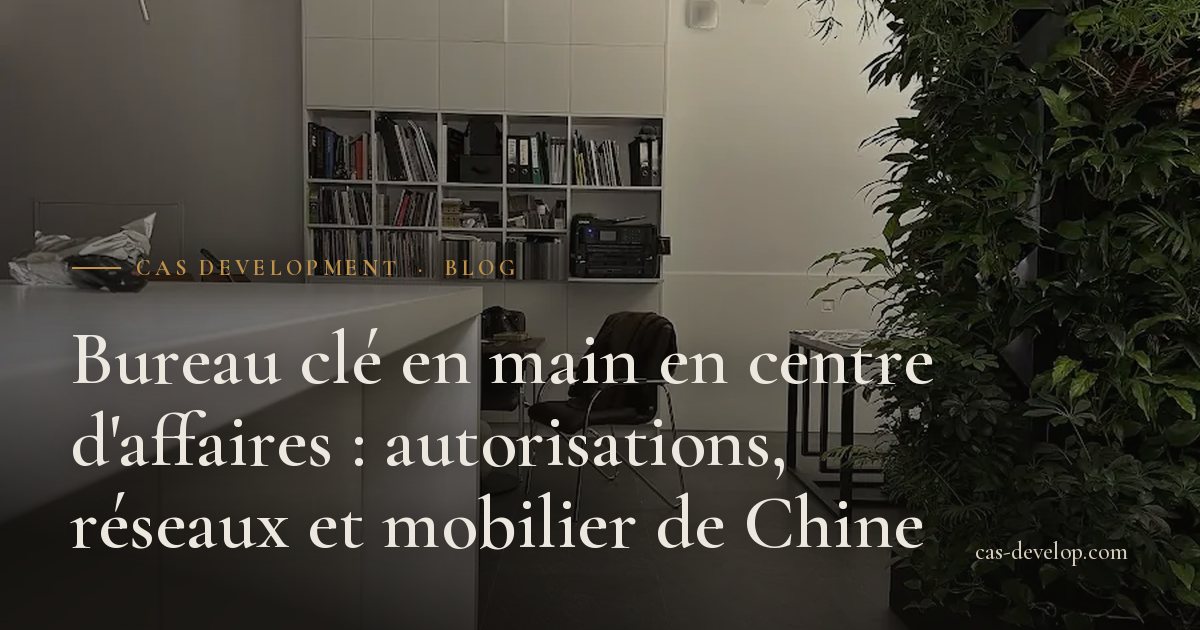 CAS DEVELOPMENT · BLOG
Bureau clé en main en centre
d'affaires : autorisations,
réseaux et mobilier de Chine
cas-develop.com